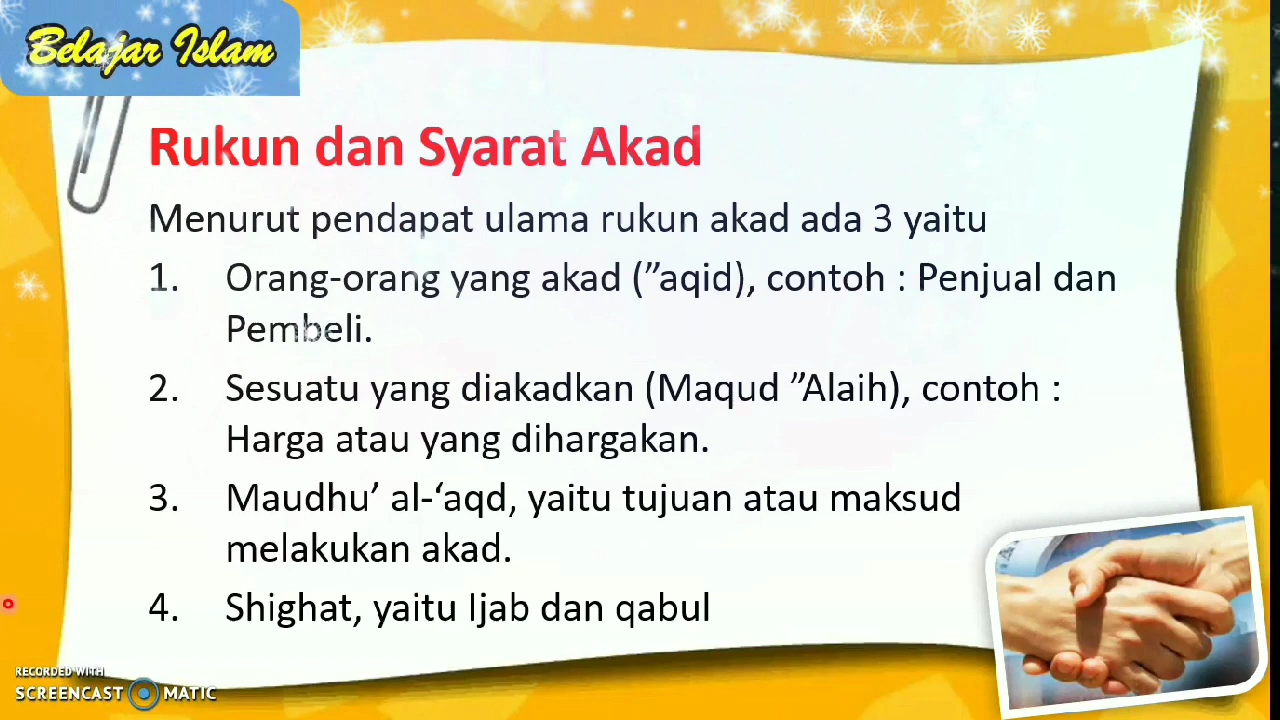 Belajar Islam
Rukun dan Syarat Akad
Menurut pendapat ulama rukun akad ada 3 yaitu
1. Orang-orang yang akad (”aqid), contoh : Penjual dan
Pembeli.
2. Sesuatu yang diakadkan (Maqud ”Alaih), contoh :
Harga atau yang dihargakan.
3. Maudhu’ al-‘aqd, yaitu tujuan atau maksud
melakukan akad.
4. Shighat, yaitu Ijab dan qabul
RECORDED WITH
SCREENCAST MATIC